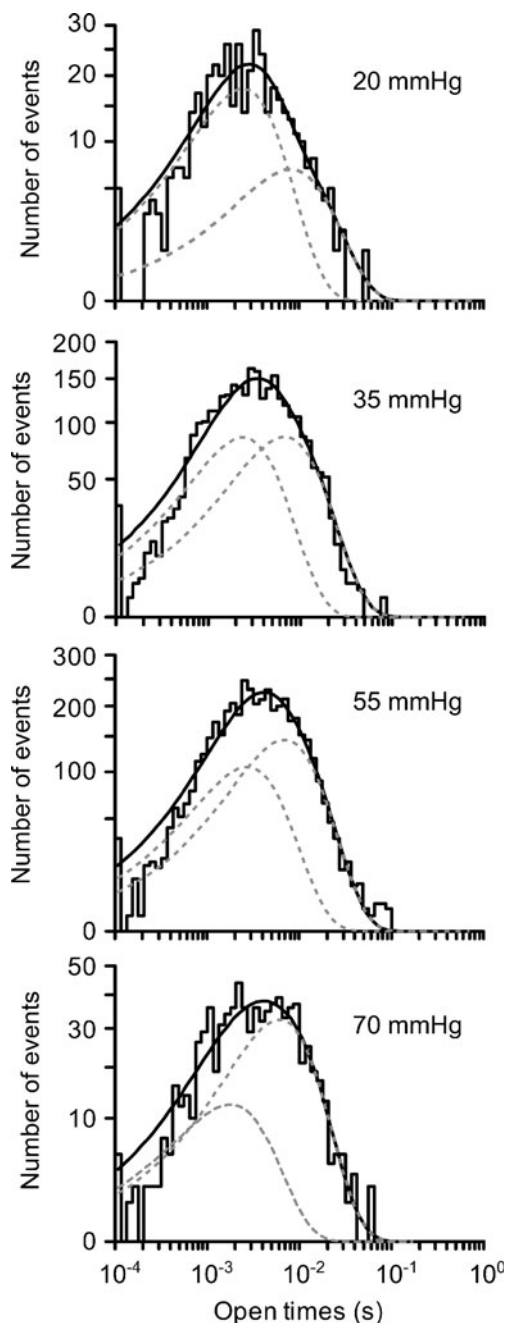 Number of events
30
20
10
0
20 mmHg
Number of events
200
150
100
50
0
35 mmHg
Number of events
300
200
100
0
55 mmHg
Number of events
50
30
10
0
70 mmHg
10⁻⁴ 10⁻³ 10⁻² 10⁻¹ 10⁰
Open times (s)